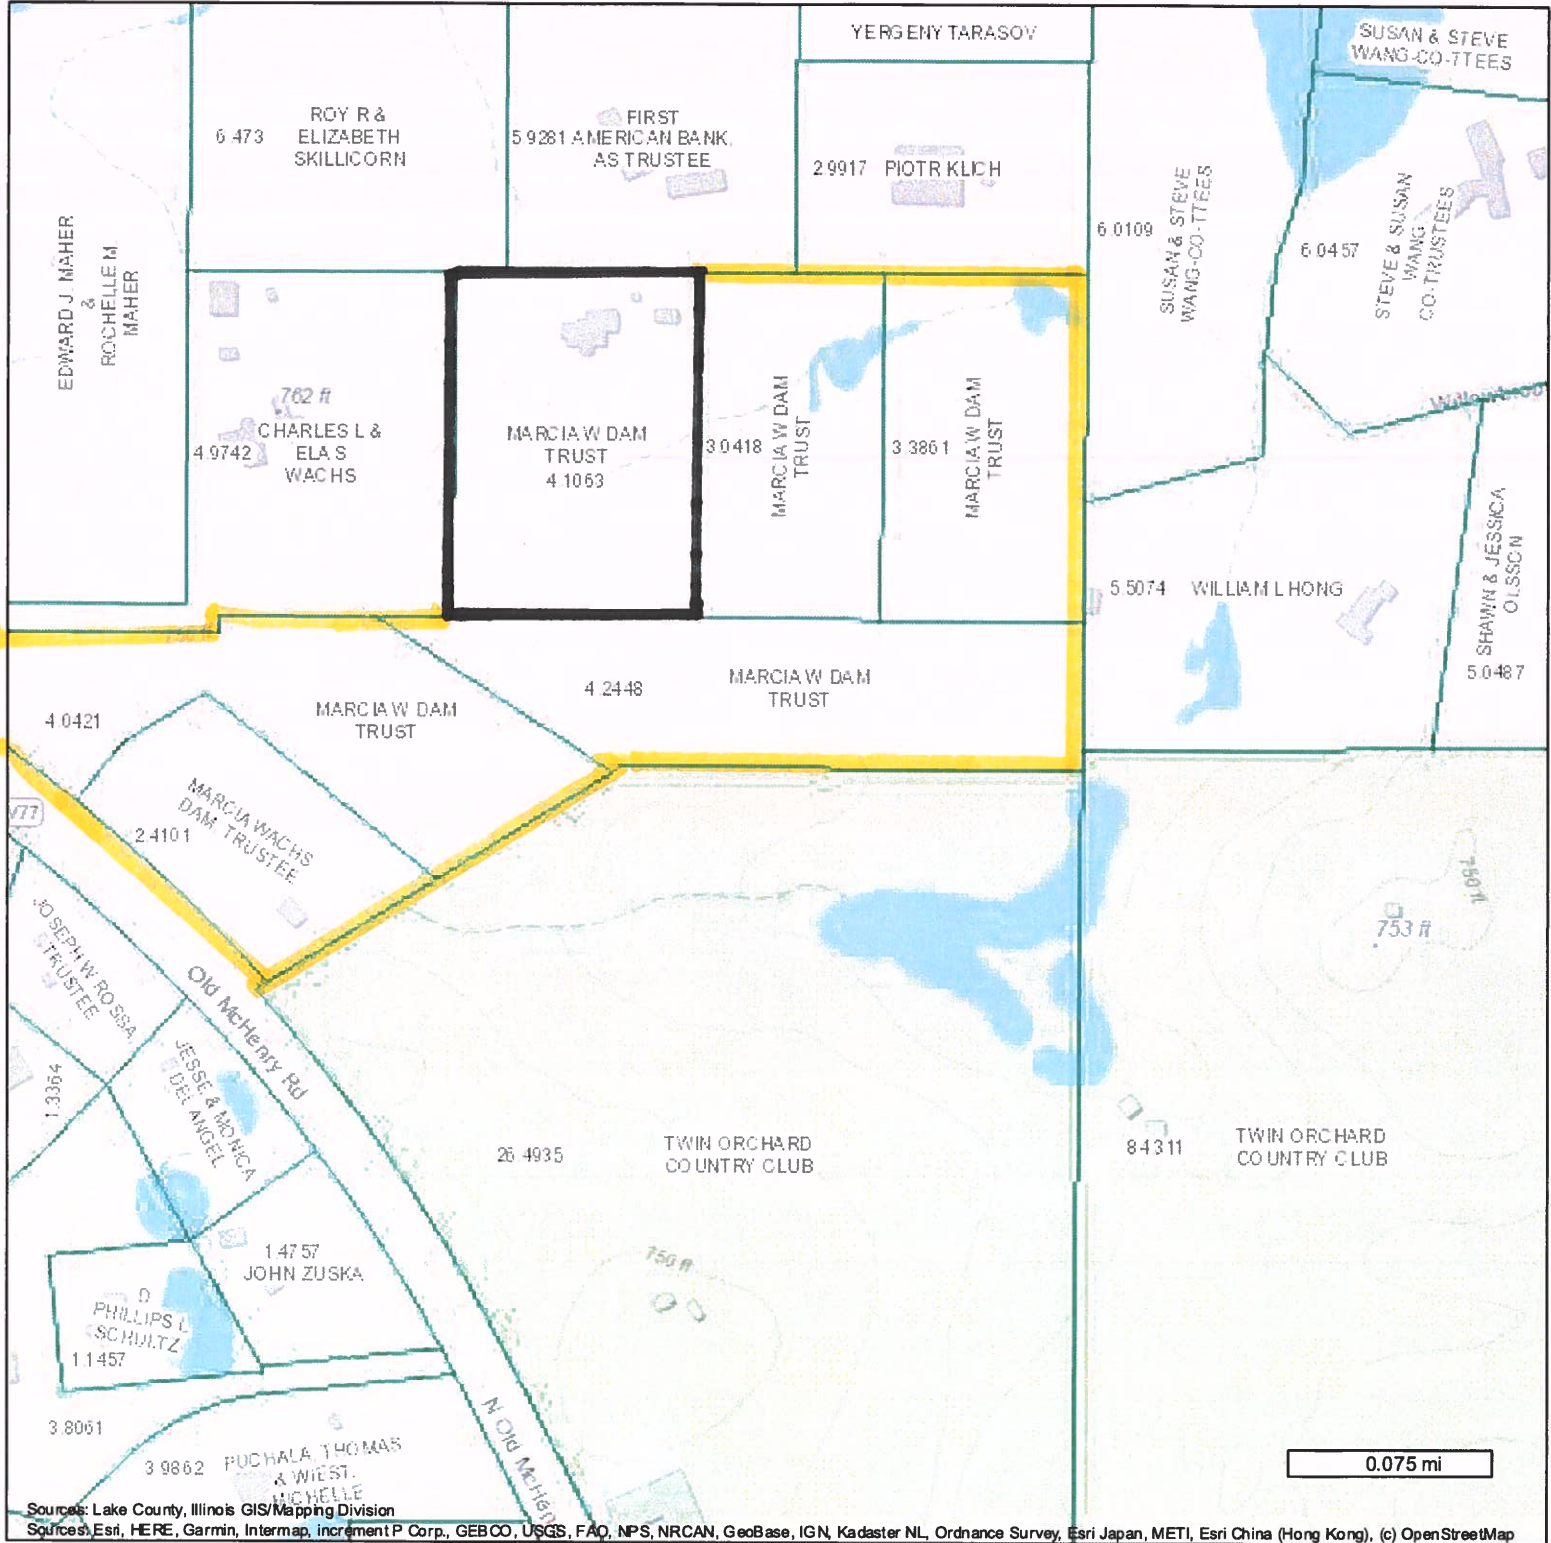 YERGENY TARASOV
SUSAN & STEVE
WANG-CO-TTEES
6.473
ROY R &
ELIZABETH
SKILLICORN
FIRST
5.9281 AMERICAN BANK,
AS TRUSTEE
2.9917 PIOTR KLICH
6.0109
SUSAN & STEVE
WANG-CO-TTEES
6.0457
STEVE & SUSAN
WANG
CO-TRUSTEES
EDWARD J. MAHER
&
ROCHELLE M
MAHER
762 ft
4.9742
CHARLES L &
ELA S
WACHS
MARCIA W DAM
TRUST
4.1063
3.0418
MARCIA W DAM
TRUST
3.3861
MARCIA W DAM
TRUST
5.5074 WILLIAM L HONG
SHAWN & JESSICA
OLSSON
5.0487
4.2448
MARCIA W DAM
TRUST
4.0421
MARCIA W DAM
TRUST
MARCIA WACHS
DAM, TRUSTEE
2.4101
V77
750 ft
753 ft
JOSEPH W ROSSA,
TRUSTEE
Old McHenry Rd
1.3364
JESSE & MONICA
DEL ANGEL
26.4935
TWIN ORCHARD
COUNTRY CLUB
8.4311
TWIN ORCHARD
COUNTRY CLUB
1.4757
JOHN ZUSKA
750 ft
D
PHILLIPS L
SCHULTZ
1.1457
3.8061
3.9862
PUCHALA, THOMAS
& WIEST,
MICHELLE
N Old McHen
0.075 mi
Sources: Lake County, Illinois GIS/Mapping Division
Sources: Esri, HERE, Garmin, Intermap, increment P Corp., GEBCO, USGS, FAO, NPS, NRCAN, GeoBase, IGN, Kadaster NL, Ordnance Survey, Esri Japan, METI, Esri China (Hong Kong), (c) OpenStreetMap